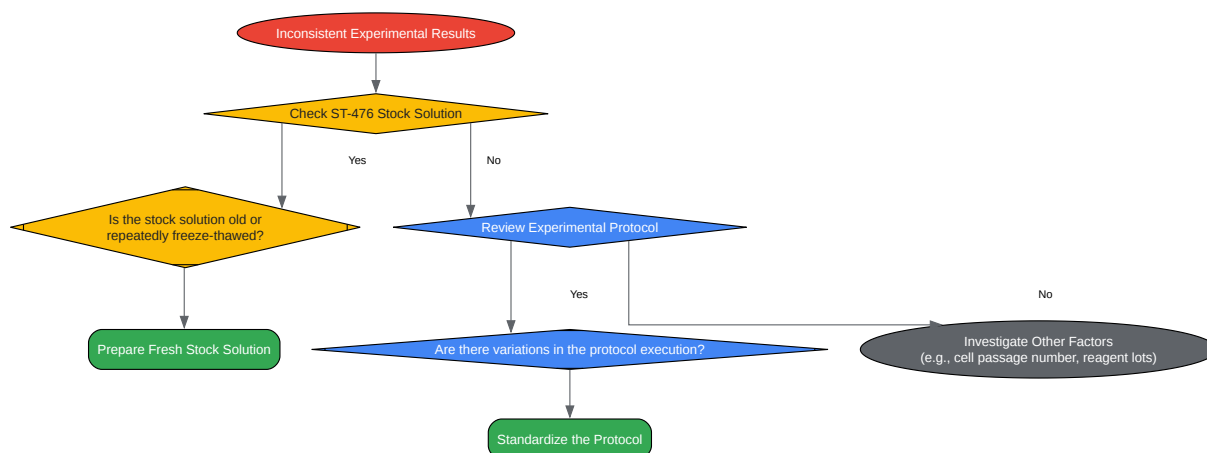 Inconsistent Experimental Results
Check ST-476 Stock Solution
Yes
No
Is the stock solution old or
repeatedly freeze-thawed?
Review Experimental Protocol
Yes
No
Prepare Fresh Stock Solution
Are there variations in the protocol execution?
Investigate Other Factors
(e.g., cell passage number, reagent lots)
Standardize the Protocol